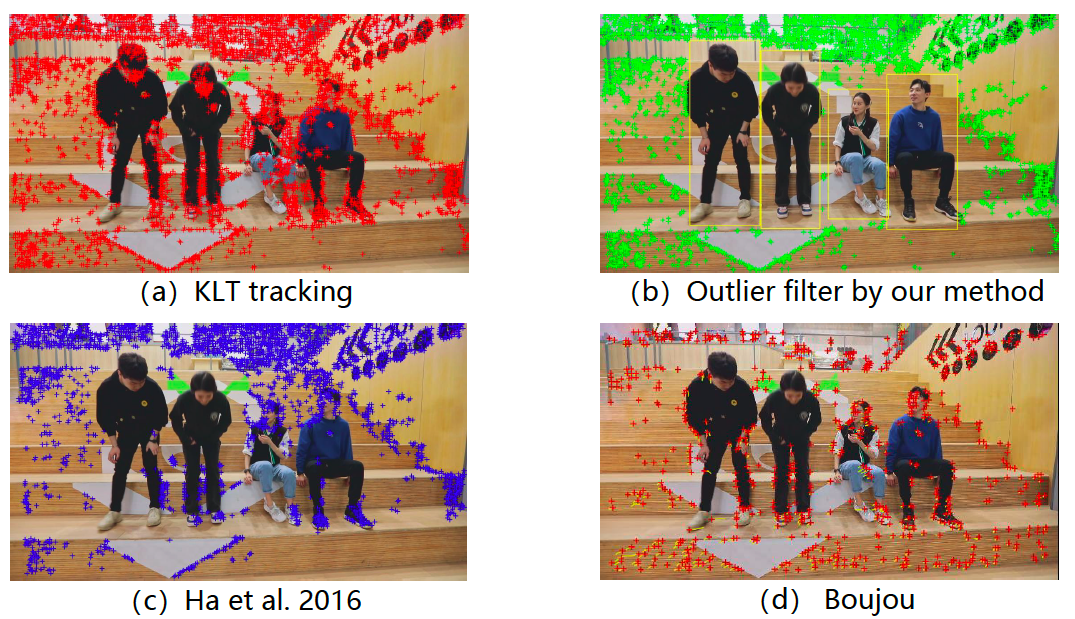 （a）KLT tracking
（b）Outlier filter by our method
（c）Ha et al. 2016
（d） Boujou